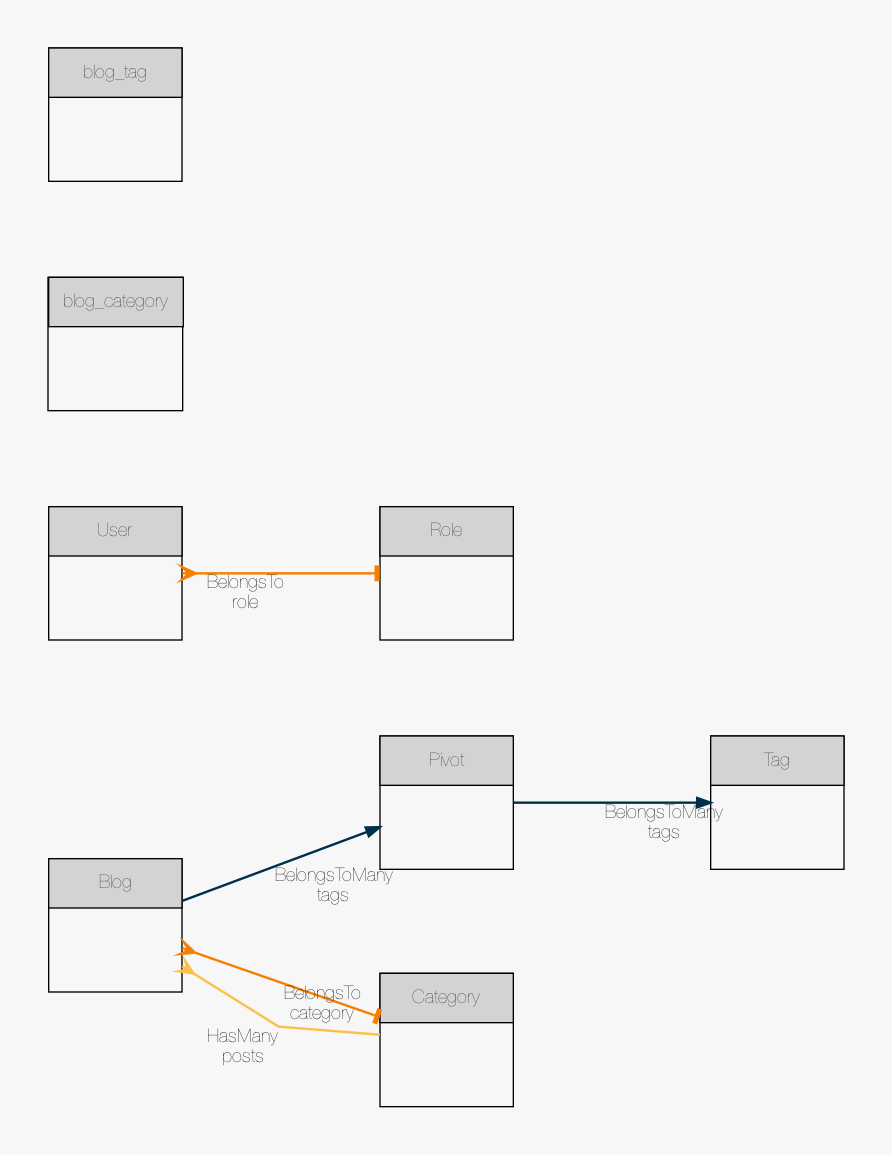 blog_tag
blog_category
User
Role
BelongsTo
role
Pivot
Tag
BelongsToMany
tags
Blog
BelongsToMany
tags
Category
BelongsTo
category
HasMany
posts